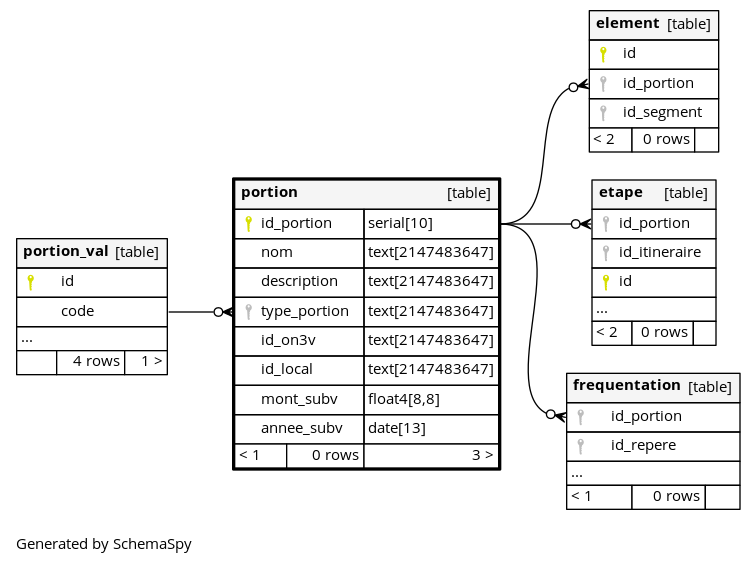 element [table]
id
id_portion
id_segment
< 2 0 rows
portion [table]
id_portion serial[10]
nom text[2147483647]
description text[2147483647]
type_portion text[2147483647]
id_on3v text[2147483647]
id_local text[2147483647]
mont_subv float4[8,8]
annee_subv date[13]
< 1 0 rows 3 >
etape [table]
id_portion
id_itineraire
id
...
< 2 0 rows
portion_val [table]
id
code
...
4 rows 1 >
frequentation [table]
id_portion
id_repere
...
< 1 0 rows
Generated by SchemaSpy